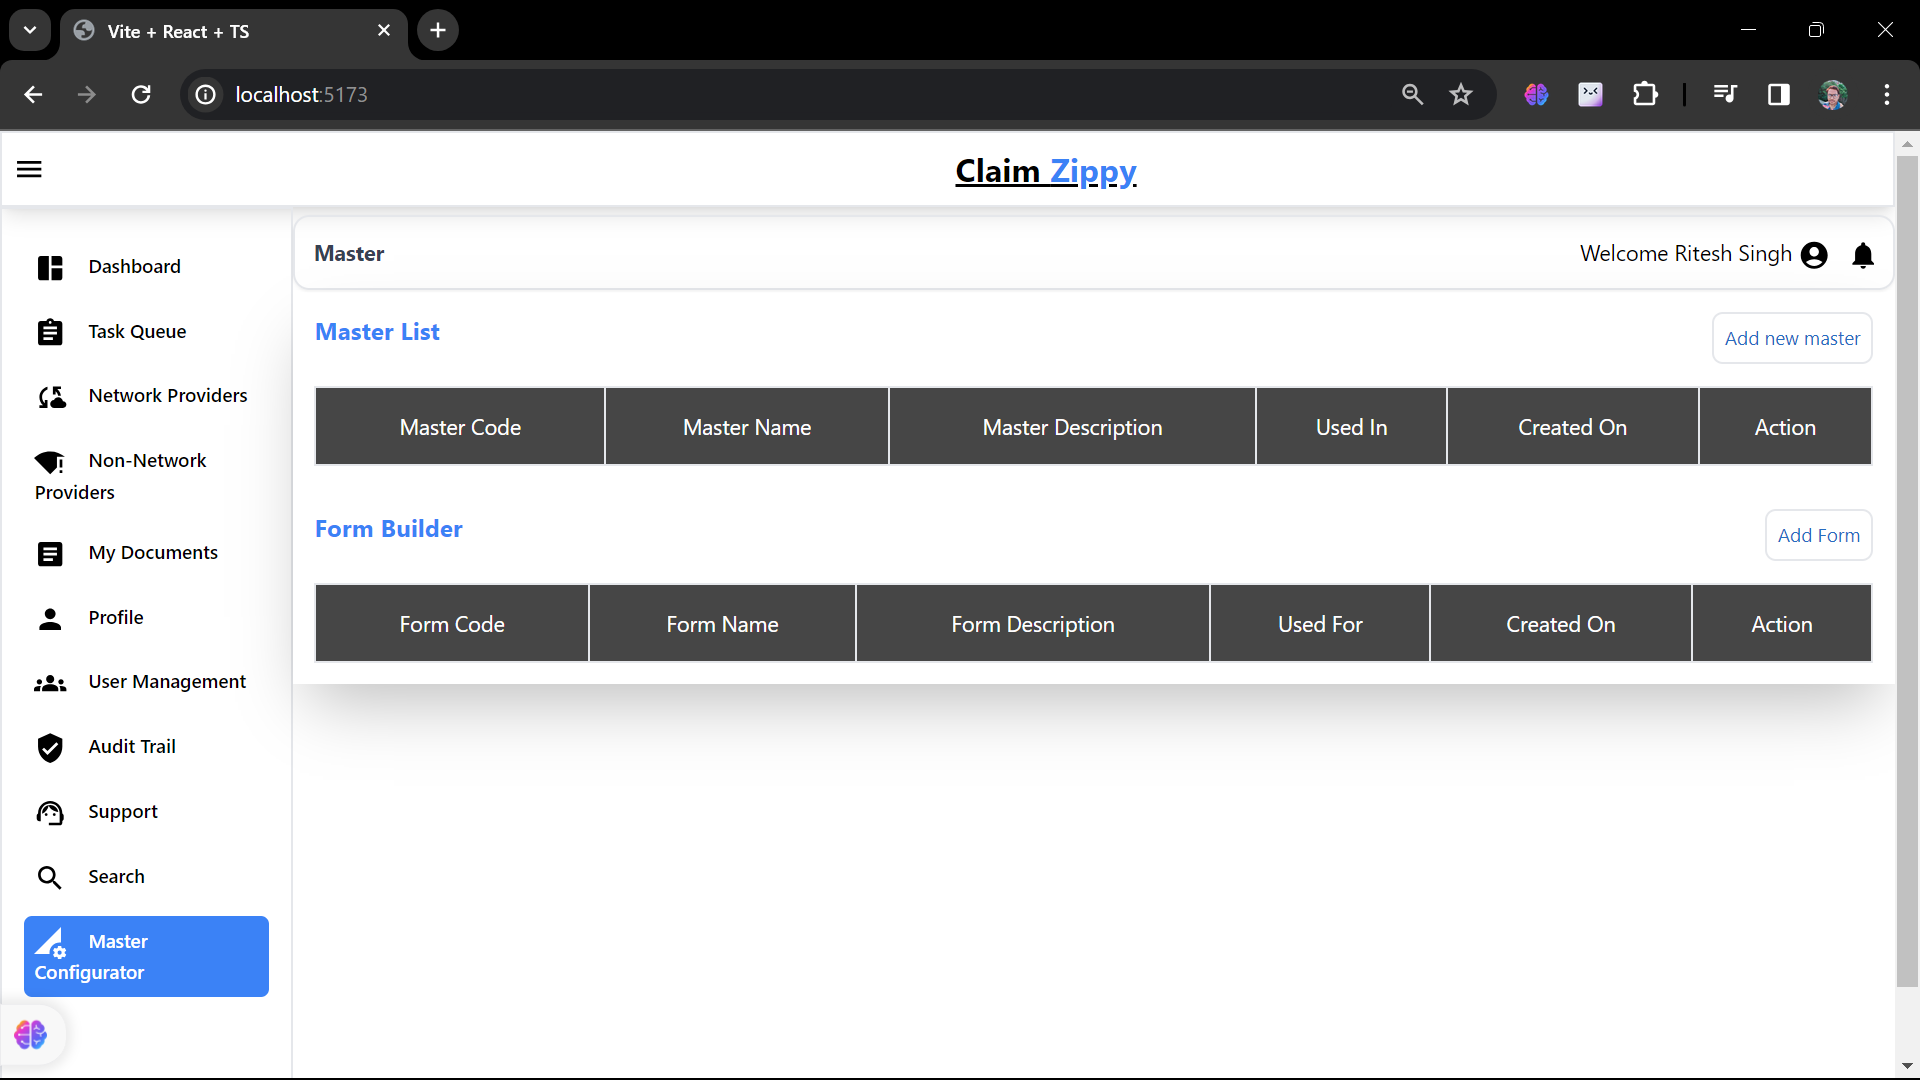 Vite + React + TS
localhost:5173
Claim Zippy
Master
Welcome Ritesh Singh
Dashboard
Task Queue
Network Providers
Non-Network
Providers
My Documents
Profile
User Management
Audit Trail
Support
Search
Master
Configurator
Master List
Add new master
Master Code Master Name Master Description Used In Created On Action
Form Builder
Add Form
Form Code Form Name Form Description Used For Created On Action